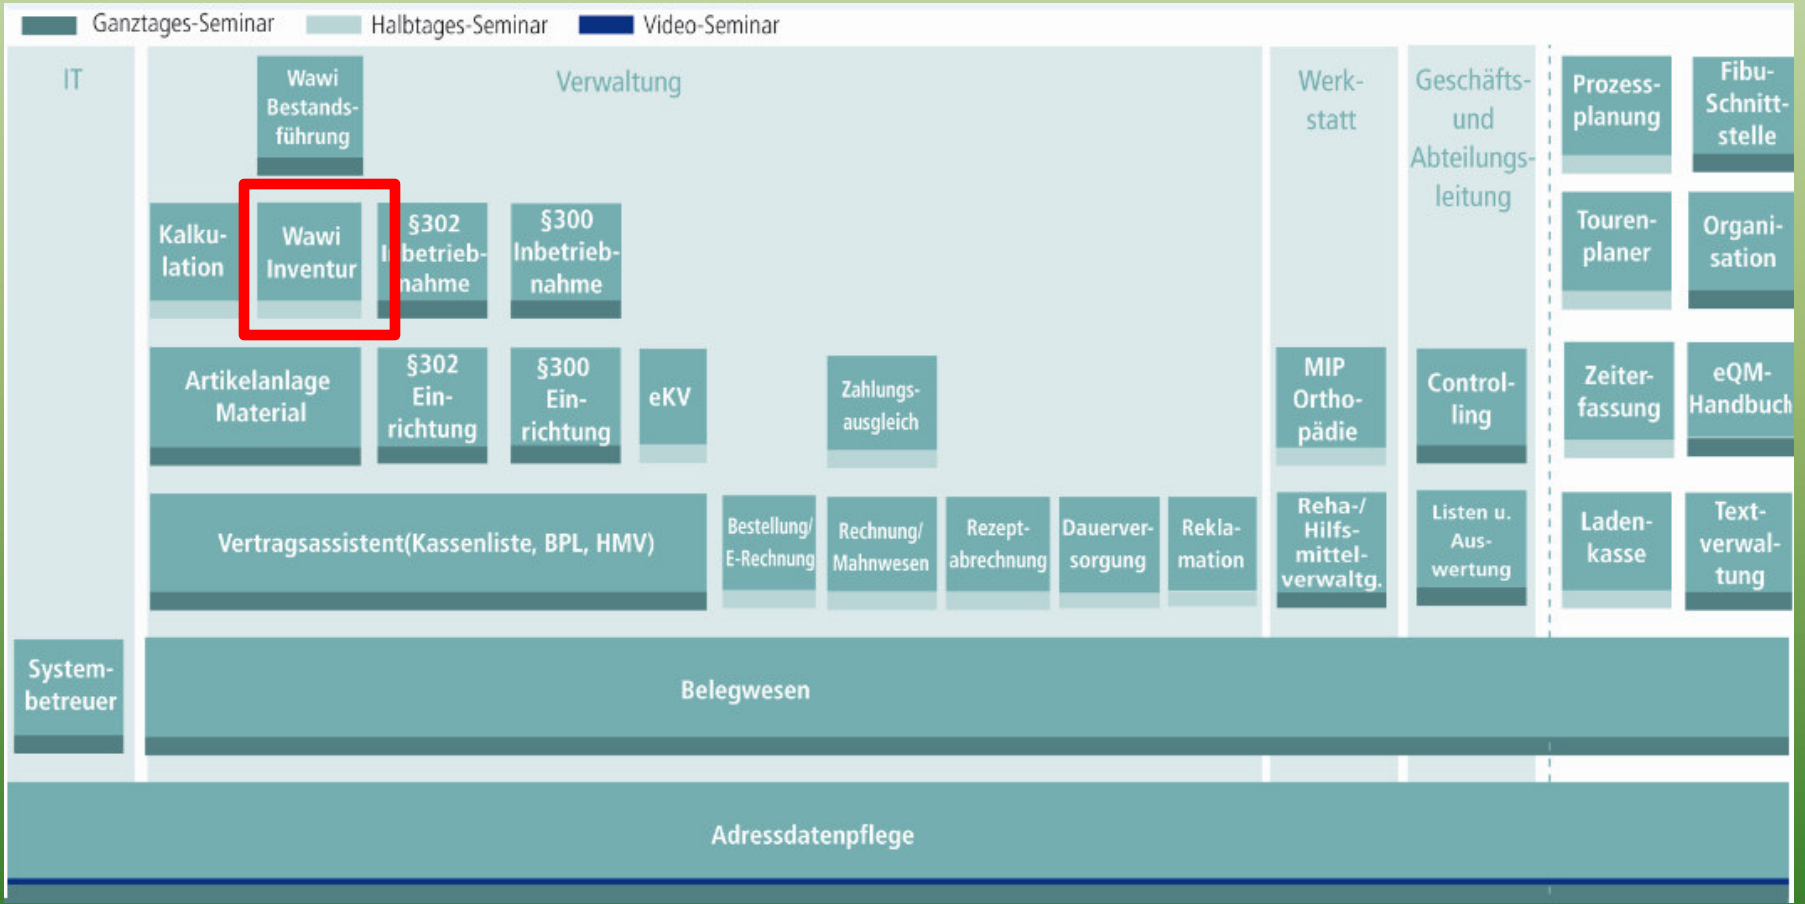 Ganztages-Seminar
Halbtages-Seminar
Video-Seminar
IT
Wawi
Bestands-
führung
Verwaltung
Werk-
statt
Geschäfts-
und
Abteilungs-
leitung
Prozess-
planung
Fibu-
Schnitt-
stelle
Kalku-
lation
Wawi
Inventur
§302
Inbetrieb-
nahme
§300
Inbetrieb-
nahme
Touren-
planer
Organi-
sation
Artikelanlage
Material
§302
Ein-
richtung
§300
Ein-
richtung
eKV
Zahlungs-
ausgleich
MIP
Ortho-
pädie
Control-
ling
Zeiter-
fassung
eQM-
Handbuch
Vertragsassistent(Kassenliste, BPL, HMV)
Bestellung/
E-Rechnung
Rechnung/
Mahnwesen
Rezept-
abrechnung
Dauerver-
sorgung
Rekla-
mation
Reha-/
Hilfs-
mittel-
verwaltg.
Listen u.
Aus-
wertung
Laden-
kasse
Text-
verwal-
tung
System-
betreuer
Belegwesen
Adressdatenpflege